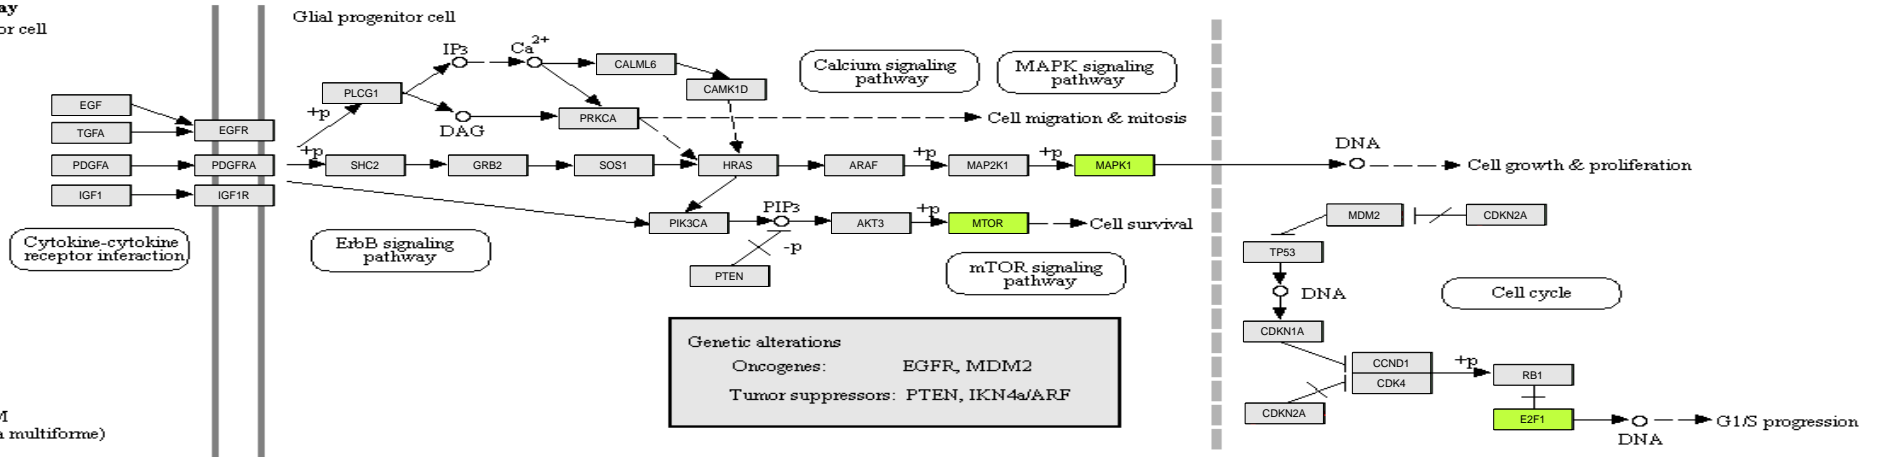 ay
or cell
Glial progenitor cell
IP3
Ca2+
CALML6
Calcium signaling
pathway
MAPK signaling
pathway
PLCG1
CAMK1D
EGF
+p
DAG
PRKCA
Cell migration & mitosis
TGFA
EGFR
PDGFA
PDGFRA
+p
SHC2
GRB2
SOS1
HRAS
ARAF
+p
MAP2K1
+p
MAPK1
DNA
Cell growth & proliferation
IGF1
IGF1R
PIK3CA
PIP3
AKT3
+p
MTOR
Cell survival
MDM2
CDKN2A
Cytokine-cytokine
receptor interaction
ErbB signaling
pathway
-p
PTEN
mTOR signaling
pathway
TP53
DNA
Cell cycle
CDKN1A
Genetic alterations
Oncogenes: EGFR, MDM2
Tumor suppressors: PTEN, IKN4a/ARF
CCND1
CDK4
+p
RB1
CDKN2A
E2F1
DNA
G1/S progression
M
a multiforme)